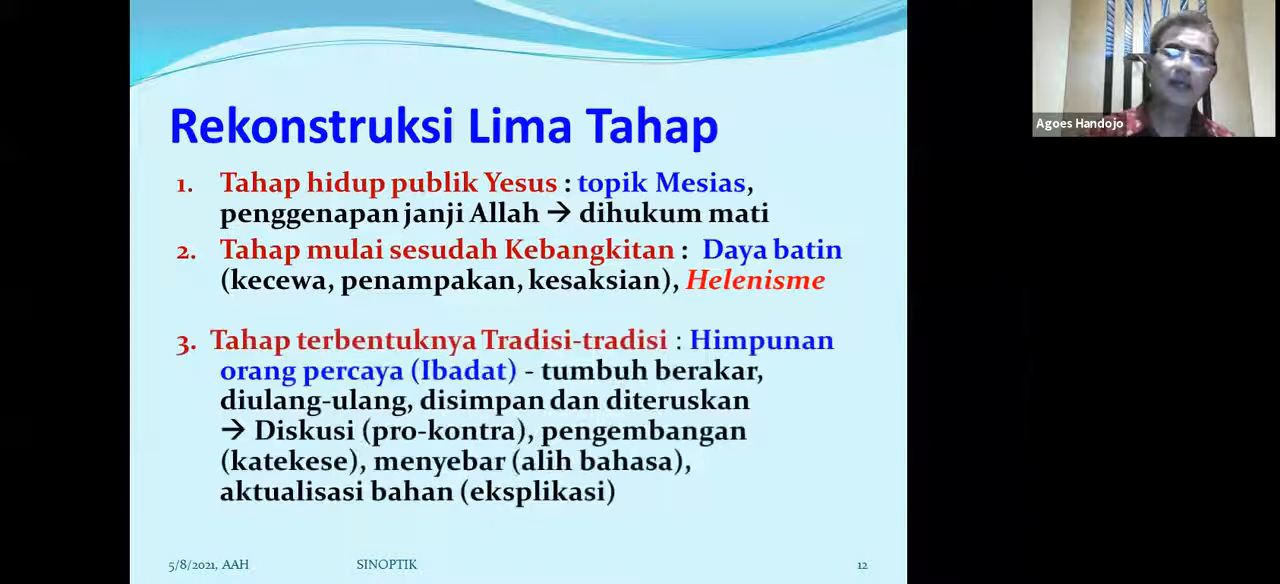 Rekonstruksi Lima Tahap
1. Tahap hidup publik Yesus : topik Mesias,
penggenapan janji Allah → dihukum mati
2. Tahap mulai sesudah Kebangkitan : Daya batin
(kecewa, penampakan, kesaksian), Helenisme
3. Tahap terbentuknya Tradisi-tradisi : Himpunan
orang percaya (Ibadat) - tumbuh berakar,
diulang-ulang, disimpan dan diteruskan
→ Diskusi (pro-kontra), pengembangan
(katekese), menyebar (alih bahasa),
aktualisasi bahan (eksplikasi)
5/8/2021, AAH SINOPTIK 12
Agoes Handojo